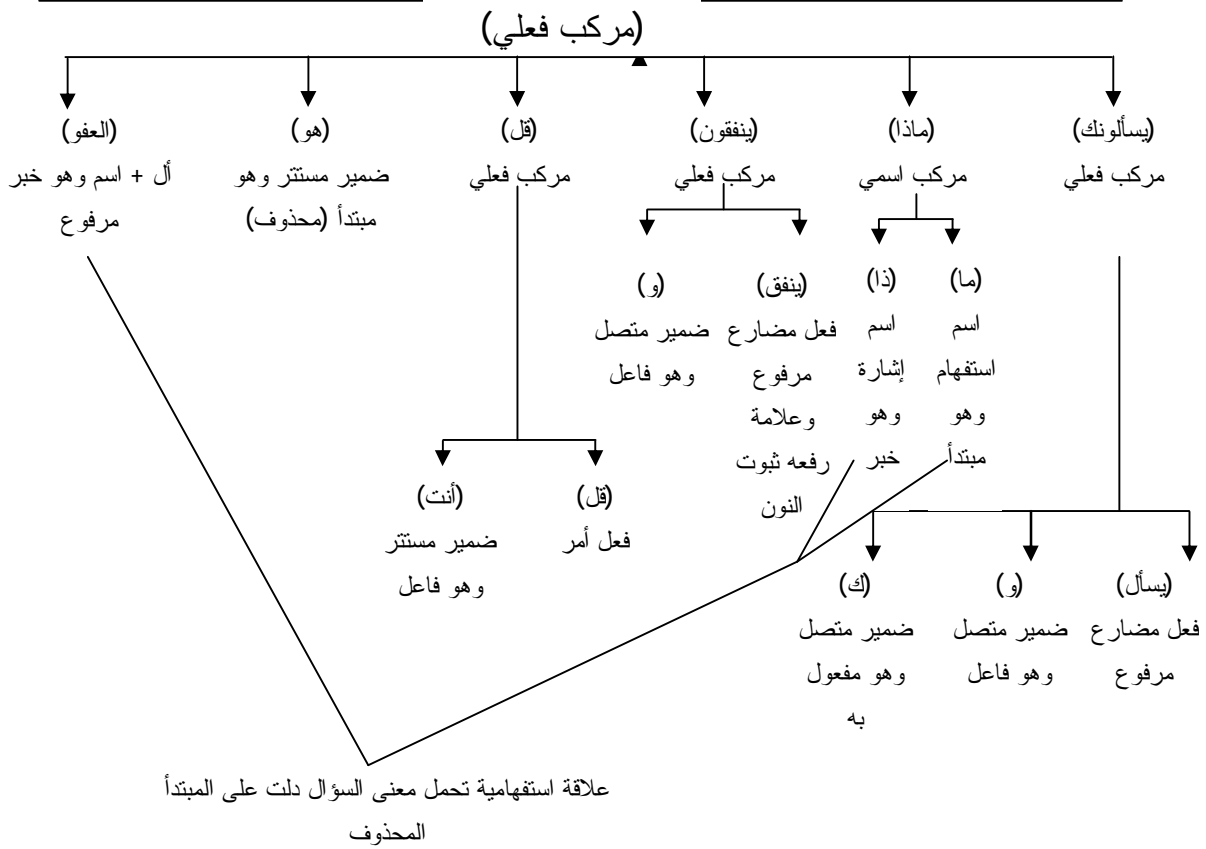 (مركب فعلي)
(يسألونك)
مركب فعلي
(ماذا)
مركب اسمي
(ينفقون)
مركب فعلي
(قل)
مركب فعلي
(هو)
ضمير مستتر وهو
مبتدأ (محذوف)
(العفو)
أل + اسم وهو خبر
مرفوع
(ما)
اسم
استفهام
وهو
مبتدأ
(ذا)
اسم
إشارة
وهو
خبر
(ينفق)
فعل مضارع
مرفوع
وعلامة
رفعه ثبوت
النون
(و)
ضمير متصل
وهو فاعل
(قل)
فعل أمر
(أنت)
ضمير مستتر
وهو فاعل
(يسأل)
فعل مضارع
مرفوع
(و)
ضمير متصل
وهو فاعل
(ك)
ضمير متصل
وهو مفعول
به
علاقة استفهامية تحمل معنى السؤال دلت على المبتدأ
المحذوف